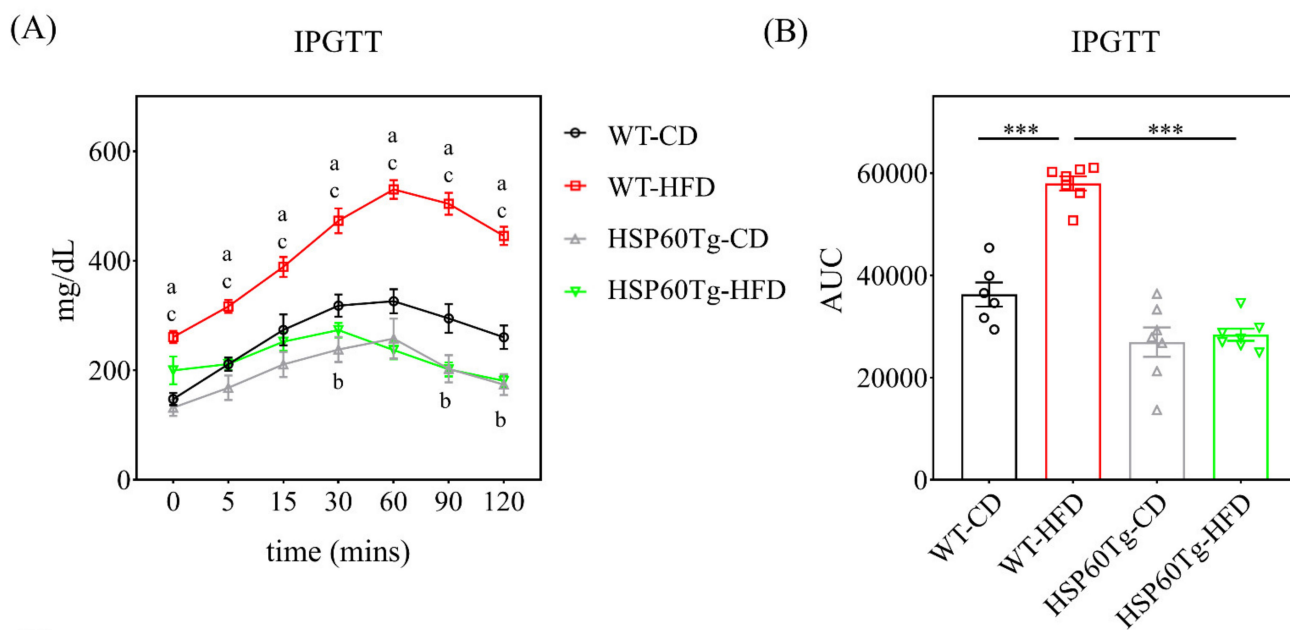 (A)
IPGTT
mg/dL
600
400
200
0
a
c
a
c
a
c
a
c
a
c
a
c
a
c
b
b
b
0 5 15 30 60 90 120
time (mins)
WT-CD
WT-HFD
HSP60Tg-CD
HSP60Tg-HFD
(B)
IPGTT
AUC
60000
40000
20000
0
***
***
WT-CD
WT-HFD
HSP60Tg-CD
HSP60Tg-HFD